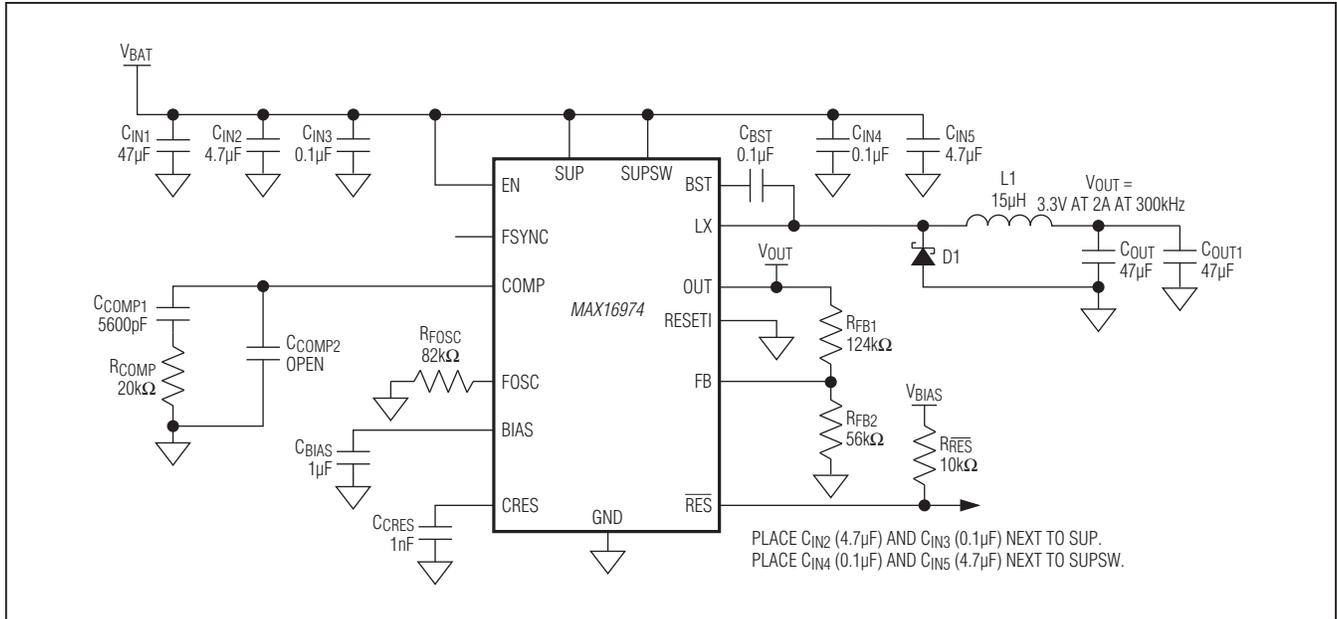 VBAT
CIN1
47µF
CIN2
4.7µF
CIN3
0.1µF
CBST
0.1µF
CIN4
0.1µF
CIN5
4.7µF
SUP
SUPSW
EN
BST
L1
15µH
VOUT =
3.3V AT 2A AT 300kHz
FSYNC
LX
D1
COUT
47µF
COUT1
47µF
VOUT
COMP
OUT
MAX16974
RESETI
CCOMP1
5600pF
CCOMP2
OPEN
RCOMP
20kΩ
RFOSC
82kΩ
RFB1
124kΩ
FOSC
FB
VBIAS
BIAS
RFB2
56kΩ
RRES
10kΩ
CBIAS
1µF
CRES
RES
CCRES
1nF
GND
PLACE CIN2 (4.7µF) AND CIN3 (0.1µF) NEXT TO SUP.
PLACE CIN4 (0.1µF) AND CIN5 (4.7µF) NEXT TO SUPSW.